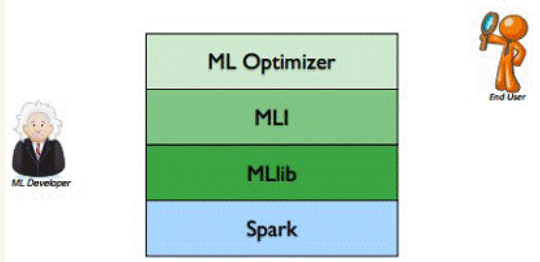 ML Optimizer
End User
MLI
MLlib
ML Developer
Spark